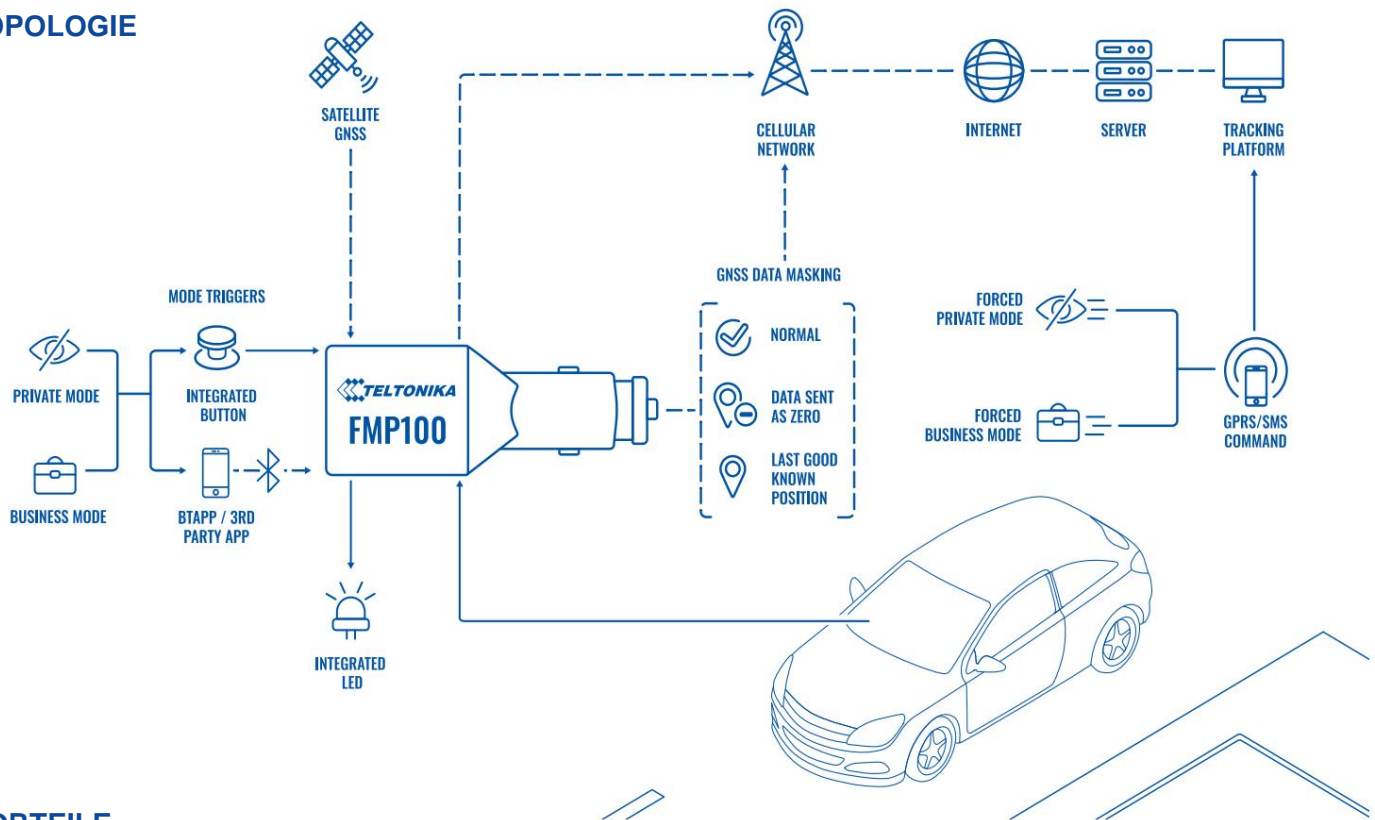 OPOLOGIE
SATELLITE
GNSS
CELLULAR
NETWORK
INTERNET
SERVER
TRACKING
PLATFORM
GNSS DATA MASKING
MODE TRIGGERS
NORMAL
FORCED
PRIVATE MODE
PRIVATE MODE
INTEGRATED
BUTTON
TELTONIKA
FMP100
DATA SENT
AS ZERO
FORCED
BUSINESS MODE
GPRS/SMS
COMMAND
LAST GOOD
KNOWN
POSITION
BUSINESS MODE
BTAPP / 3RD
PARTY APP
INTEGRATED
LED